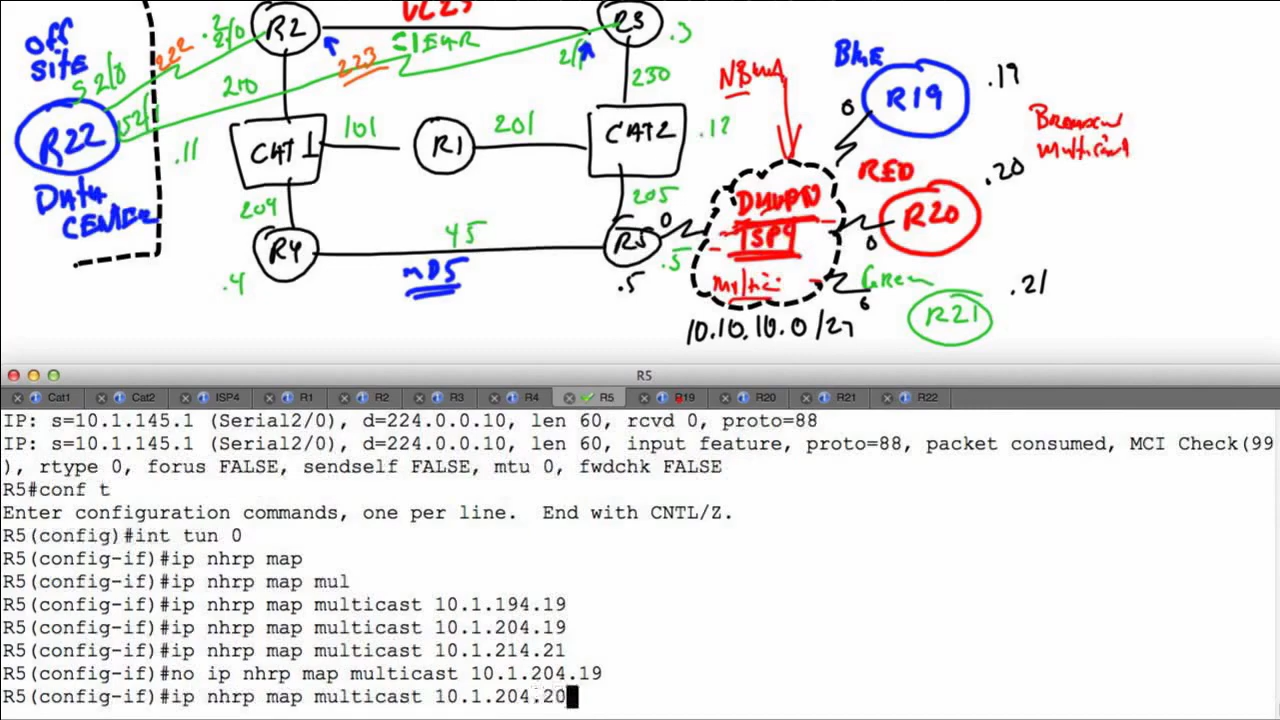 R2
R3
.3
OFF
SITE
S2/0
222
.2
2/0
CIE4R
223
2/1
210
230
NBMA
BluE
R19
.19
0
R22
.11
CAT1
101
R1
201
CAT2
.12
Multicast
DATA
CENTER
204
205
RED
R20
.20
0
DMVPN
ISP4
R4
45
R5
0
.5
.5
.4
MD5
Green
R21
.21
10.10.10.0/27
R5
Cat1 Cat2 ISP4 R1 R2 R3 R4 R5 R19 R20 R21 R22
IP: s=10.1.145.1 (Serial2/0), d=224.0.0.10, len 60, rcvd 0, proto=88
IP: s=10.1.145.1 (Serial2/0), d=224.0.0.10, len 60, input feature, proto=88, packet consumed, MCI Check(99
), rtype 0, forus FALSE, sendself FALSE, mtu 0, fwdchk FALSE
R5#conf t
Enter configuration commands, one per line.  End with CNTL/Z.
R5(config)#int tun 0
R5(config-if)#ip nhrp map
R5(config-if)#ip nhrp map mul
R5(config-if)#ip nhrp map multicast 10.1.194.19
R5(config-if)#ip nhrp map multicast 10.1.204.19
R5(config-if)#ip nhrp map multicast 10.1.214.21
R5(config-if)#no ip nhrp map multicast 10.1.204.19
R5(config-if)#ip nhrp map multicast 10.1.204.20